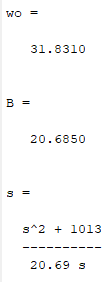 wo =
31.8310
B =
20.6850
s =
s^2 + 1013
----------
20.69 s